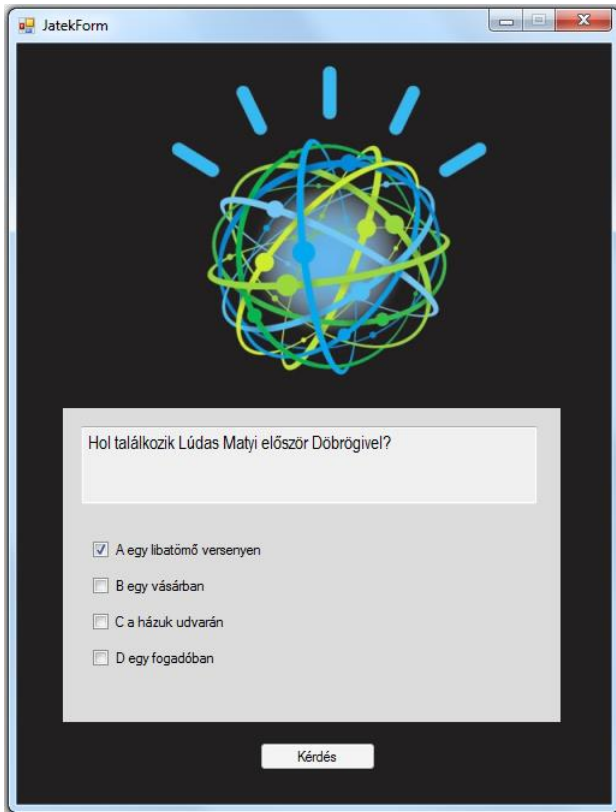 JatekForm
Hol találkozik Lúdas Matyi először Döbrögivel?
A egy libatömő versenyen
B egy vásárban
C a házuk udvarán
D egy fogadóban
Kérdés